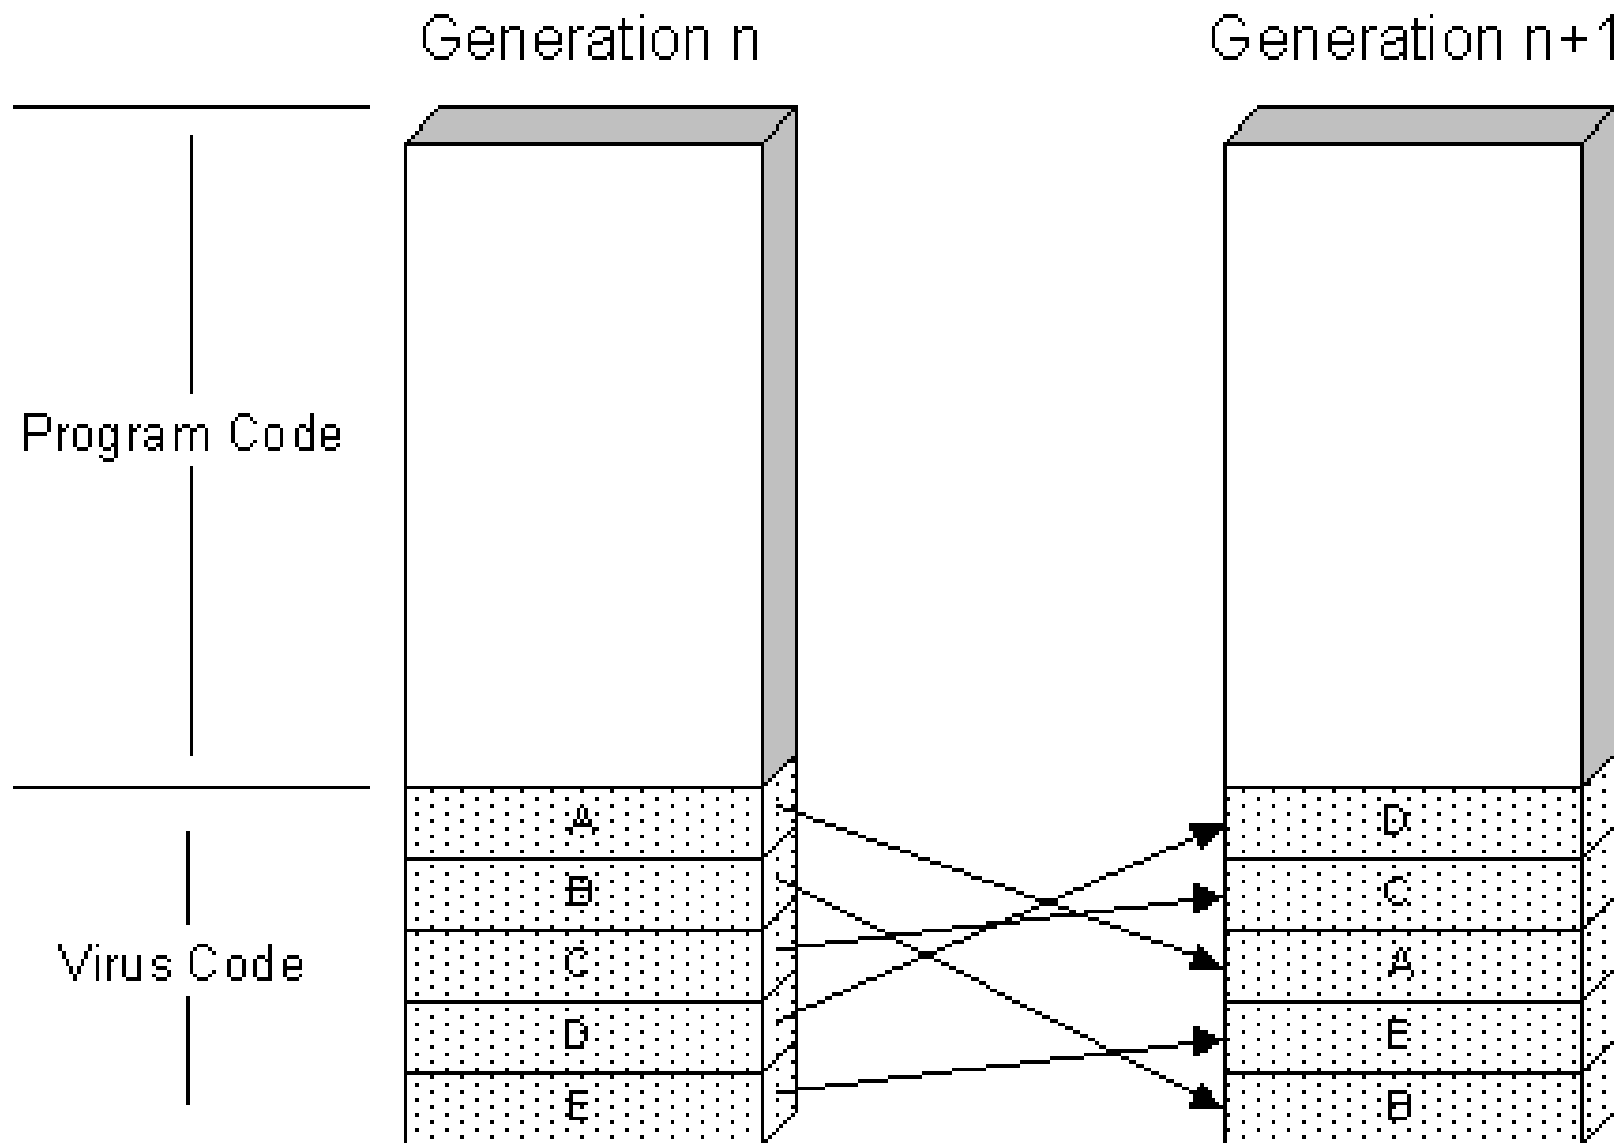 Generation n
Generation n+1
Program Code
Virus Code
A
B
C
D
E
D
C
A
E
B